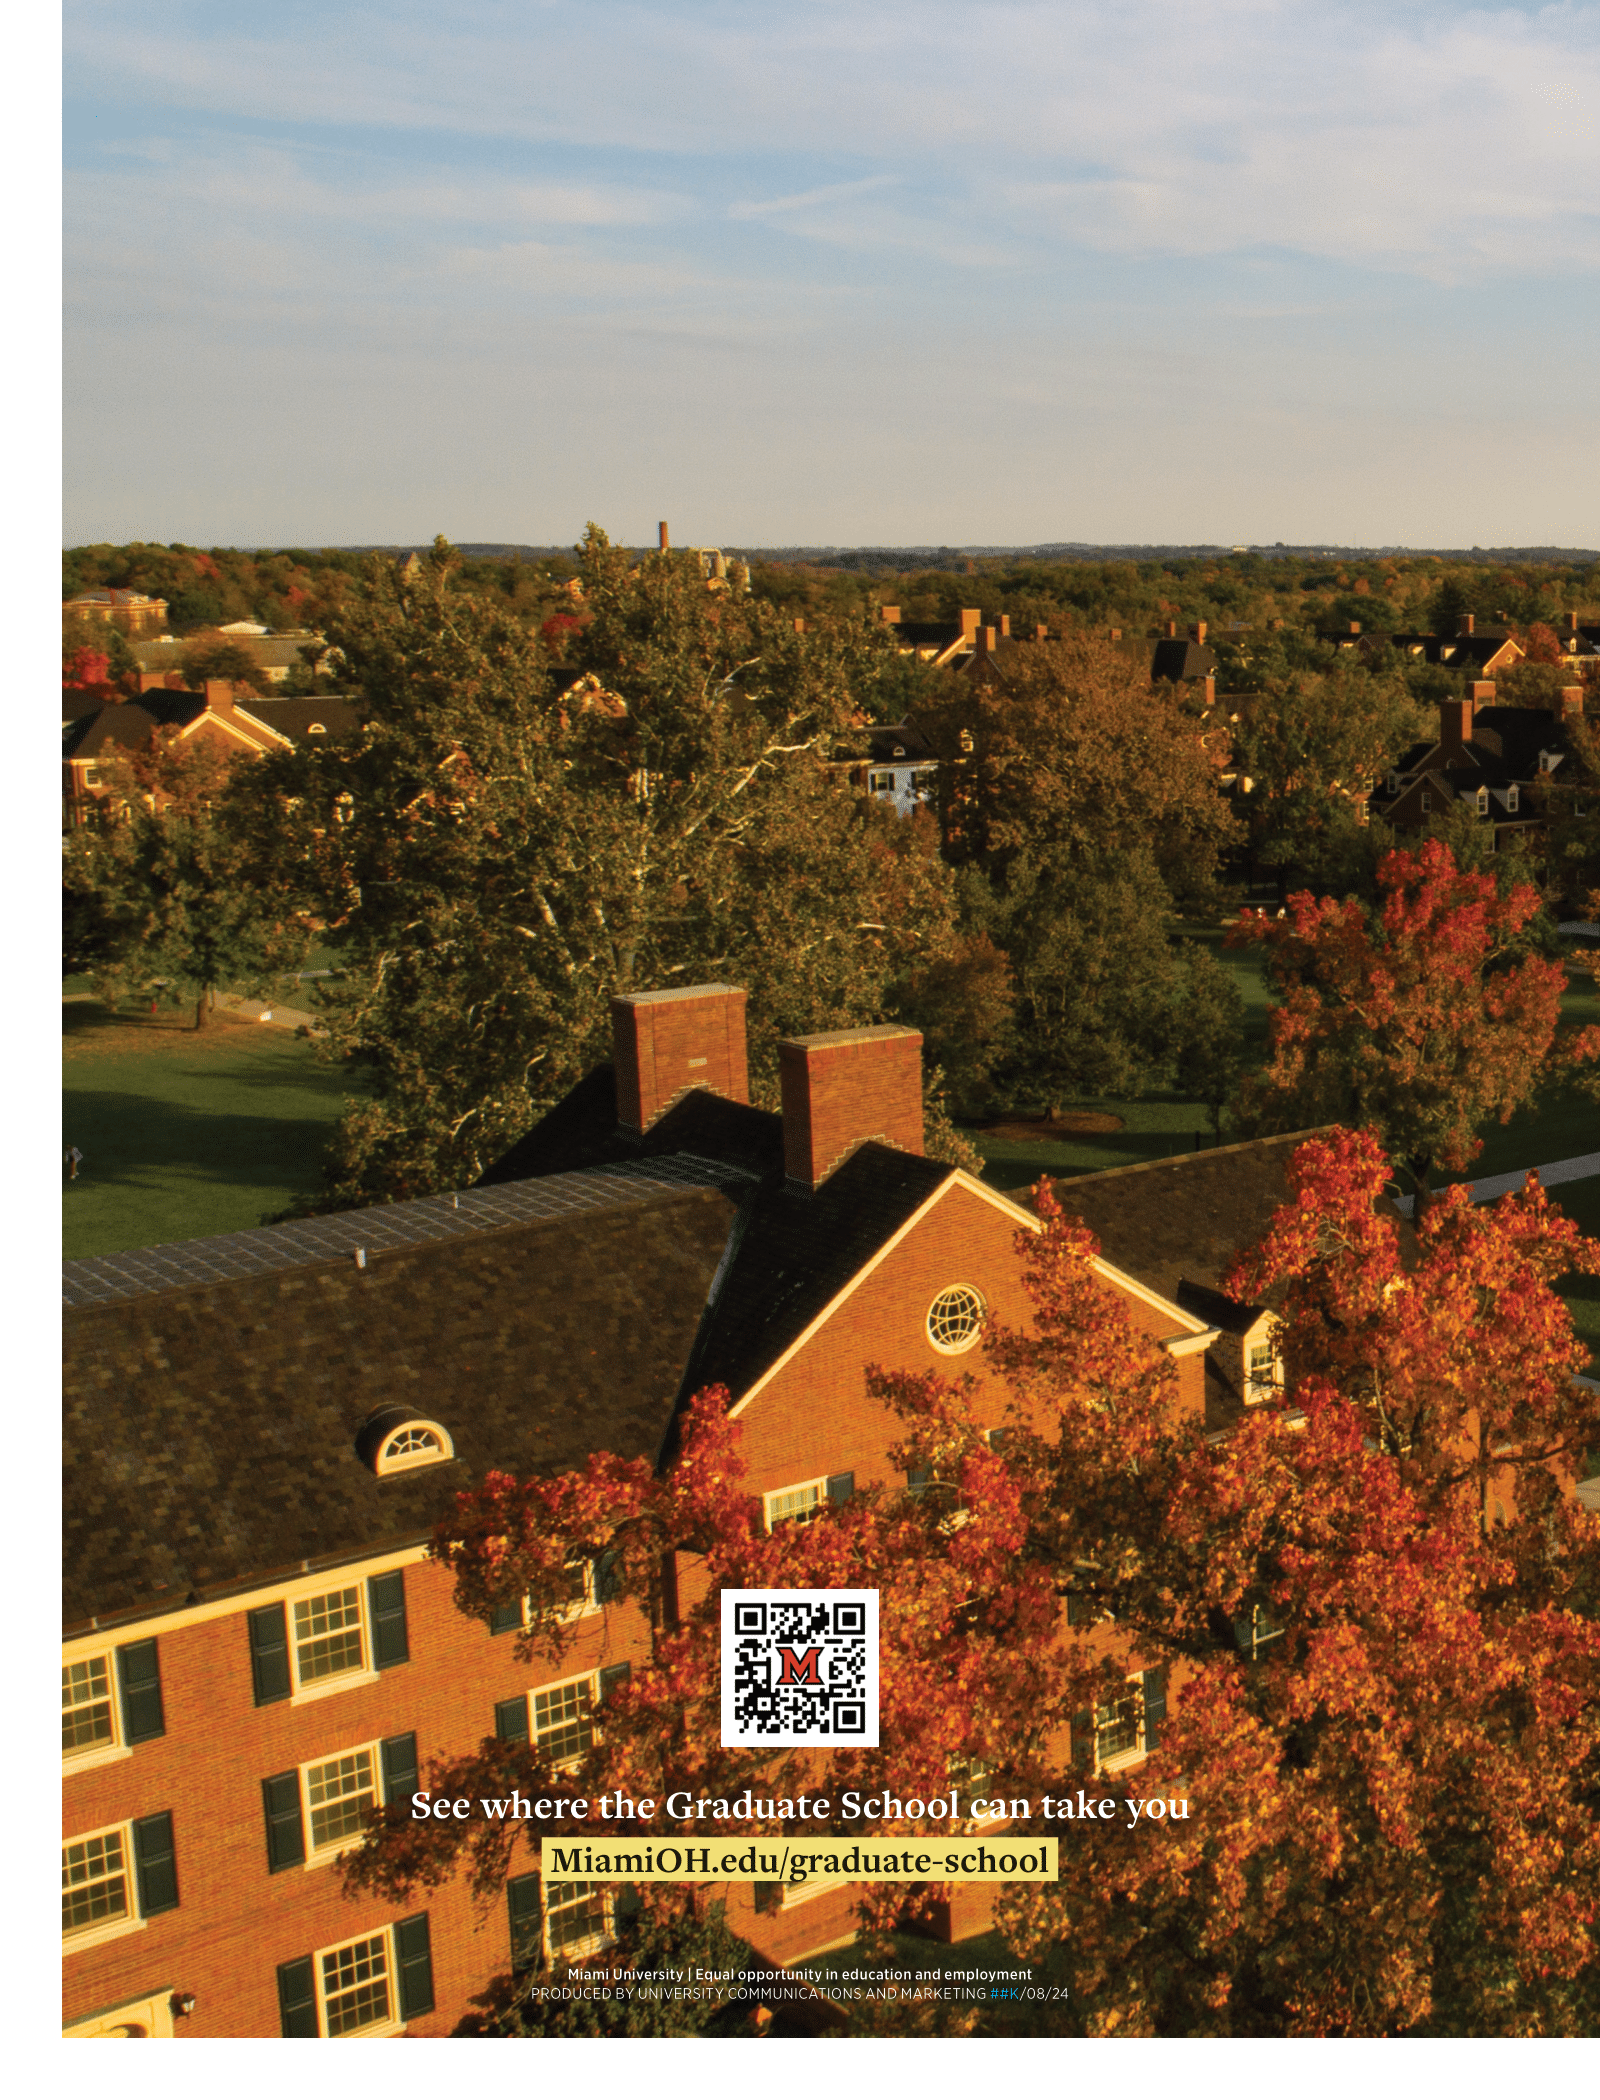 M
See where the Graduate School can take you
MiamiOH.edu/graduate-school
Miami University | Equal opportunity in education and employment
PRODUCED BY UNIVERSITY COMMUNICATIONS AND MARKETING ##K/08/24